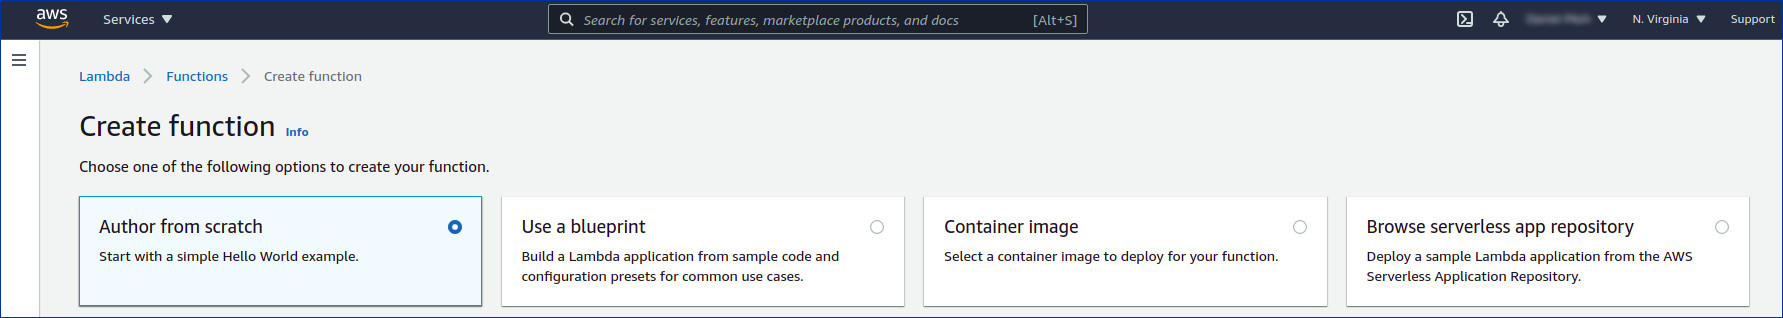 aws Services Search for services, features, marketplace products, and docs [Alt+S] N. Virginia Support
Lambda Functions Create function
Create function Info
Choose one of the following options to create your function.
Author from scratch
Start with a simple Hello World example.
Use a blueprint
Build a Lambda application from sample code and
configuration presets for common use cases.
Container image
Select a container image to deploy for your function.
Browse serverless app repository
Deploy a sample Lambda application from the AWS
Serverless Application Repository.